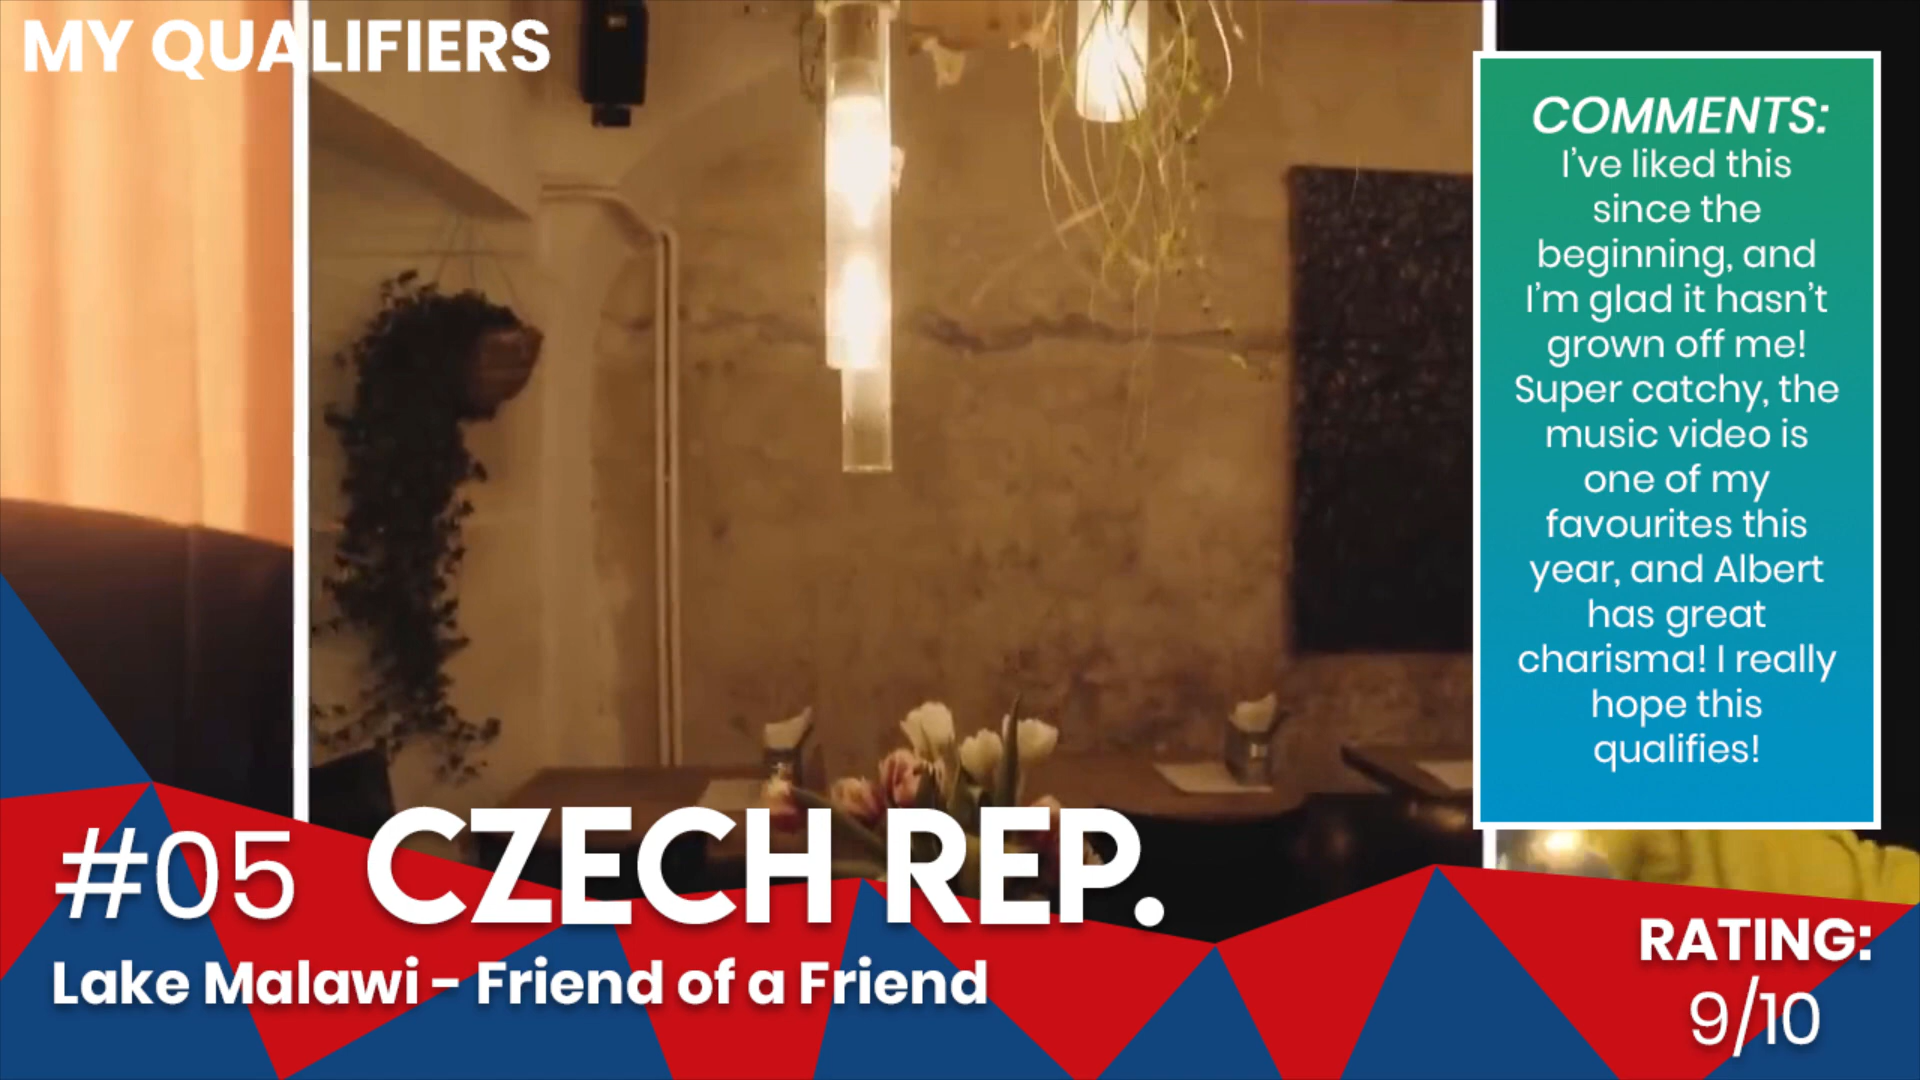 MY QUALIFIERS
COMMENTS:
I've liked this
since the
beginning, and
I'm glad it hasn't
grown off me!
Super catchy, the
music video is
one of my
favourites this
year, and Albert
has great
charisma! I really
hope this
qualifies!
#05 CZECH REP.
Lake Malawi - Friend of a Friend
RATING:
9/10